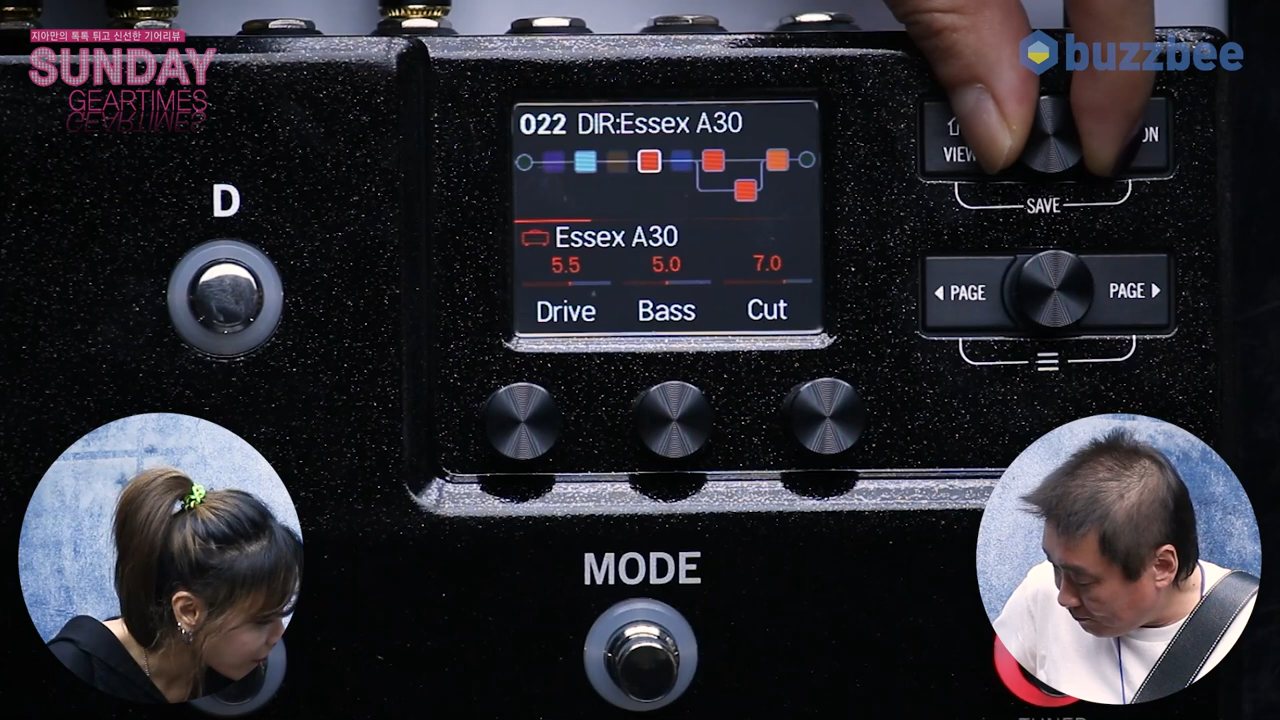 지아만의 톡톡 튀고 신선한 기어리뷰
SUNDAY
GEARTIMES
buzzbee
022 DIR:Essex A30
VIEW
ON
SAVE
D
Essex A30
5.5 5.0 7.0
Drive Bass Cut
PAGE PAGE
MODE
TUNER